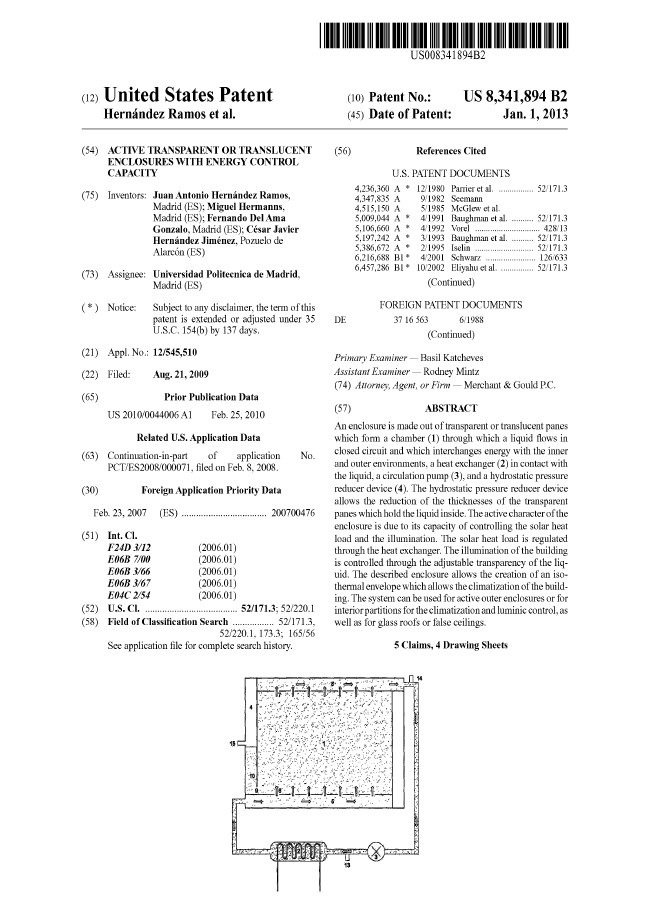 US008341894B2
(12) United States Patent
Hernández Ramos et al.
(10) Patent No.: US 8,341,894 B2
(45) Date of Patent: Jan. 1, 2013
(54) ACTIVE TRANSPARENT OR TRANSLUCENT
ENCLOSURES WITH ENERGY CONTROL
CAPACITY
(75) Inventors: Juan Antonio Hernández Ramos,
Madrid (ES); Miguel Hermanns,
Madrid (ES); Fernando Del Ama
Gonzalo, Madrid (ES); César Javier
Hernández Jiménez, Pozuelo de
Alarcón (ES)
(73) Assignee: Universidad Politecnica de Madrid,
Madrid (ES)
( * ) Notice: Subject to any disclaimer, the term of this
patent is extended or adjusted under 35
U.S.C. 154(b) by 137 days.
(21) Appl. No.: 12/545,510
(22) Filed: Aug. 21, 2009
(65) Prior Publication Data
US 2010/0044006 A1 Feb. 25, 2010
Related U.S. Application Data
(63) Continuation-in-part of application No.
PCT/ES2008/000071, filed on Feb. 8, 2008.
(30) Foreign Application Priority Data
Feb. 23, 2007 (ES) .................................. 200700476
(51) Int. Cl.
F24D 3/12 (2006.01)
E06B 7/00 (2006.01)
E06B 3/66 (2006.01)
E06B 3/67 (2006.01)
E04C 2/54 (2006.01)
(52) U.S. Cl. ..................................... 52/171.3; 52/220.1
(58) Field of Classification Search ................ 52/171.3,
52/220.1, 173.3; 165/56
See application file for complete search history.
(56) References Cited
U.S. PATENT DOCUMENTS
4,236,360 A * 12/1980 Parrier et al. ............... 52/171.3
4,347,835 A 9/1982 Seemann
4,515,150 A 5/1985 McGlew et al.
5,009,044 A * 4/1991 Baughman et al. ......... 52/171.3
5,106,660 A * 4/1992 Vorel ........................... 428/13
5,197,242 A * 3/1993 Baughman et al. ......... 52/171.3
5,386,672 A * 2/1995 Iselin ......................... 52/171.3
6,216,688 B1 * 4/2001 Schwarz ..................... 126/633
6,457,286 B1 * 10/2002 Eliyahu et al. .............. 52/171.3
(Continued)
FOREIGN PATENT DOCUMENTS
DE 37 16 563 6/1988
(Continued)
Primary Examiner — Basil Katcheves
Assistant Examiner — Rodney Mintz
(74) Attorney, Agent, or Firm — Merchant & Gould P.C.
(57) ABSTRACT
An enclosure is made out of transparent or translucent panes
which form a chamber (1) through which a liquid flows in
closed circuit and which interchanges energy with the inner
and outer environments, a heat exchanger (2) in contact with
the liquid, a circulation pump (3), and a hydrostatic pressure
reducer device (4). The hydrostatic pressure reducer device
allows the reduction of the thicknesses of the transparent
panes which hold the liquid inside. The active character of the
enclosure is due to its capacity of controlling the solar heat
load and the illumination. The solar heat load is regulated
through the heat exchanger. The illumination of the building
is controlled through the adjustable transparency of the liq-
uid. The described enclosure allows the creation of an iso-
thermal envelope which allows the climatization of the build-
ing. The system can be used for active outer enclosures or for
interior partitions for the climatization and luminic control, as
well as for glass roofs or false ceilings.
5 Claims, 4 Drawing Sheets
14
4
7
15
1
10
9
13
3